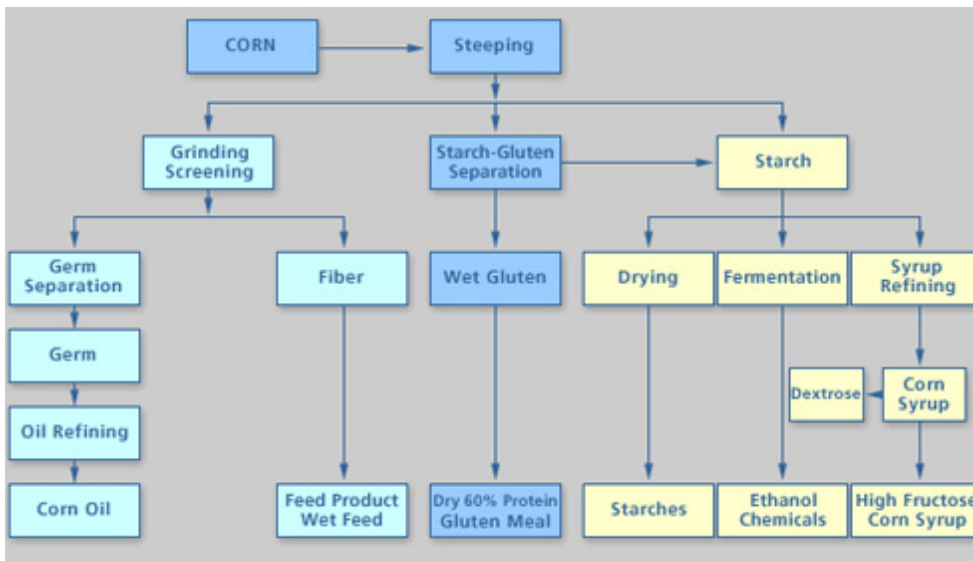 CORN
Steeping
Grinding
Screening
Starch-Gluten
Separation
Starch
Germ
Separation
Fiber
Wet Gluten
Drying
Fermentation
Syrup
Refining
Germ
Dextrose
Corn
Syrup
Oil Refining
Corn Oil
Feed Product
Wet Feed
Dry 60% Protein
Gluten Meal
Starches
Ethanol
Chemicals
High Fructose
Corn Syrup